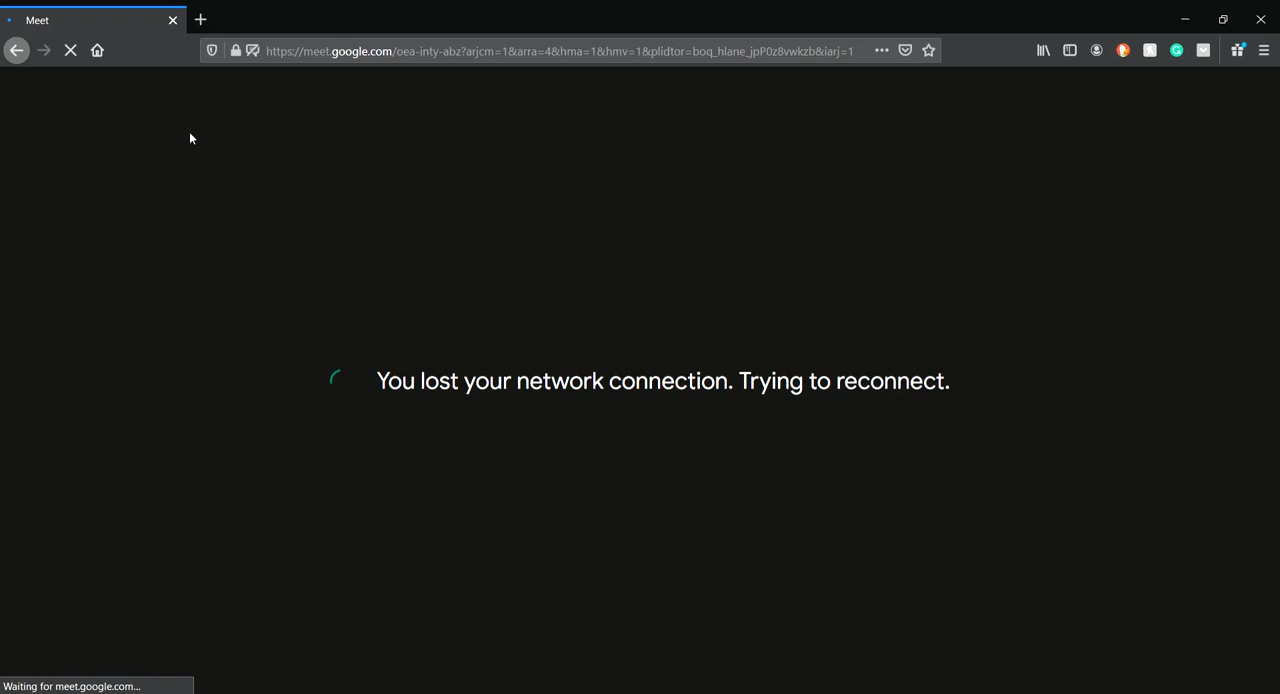 Meet
https://meet.google.com/oea-inty-abz?arjcm=1&arra=4&hma=1&hmv=1&plidtor=boq_hlane_jpP0z8vwkzb&iarj=1
You lost your network connection. Trying to reconnect.
Waiting for meet.google.com...